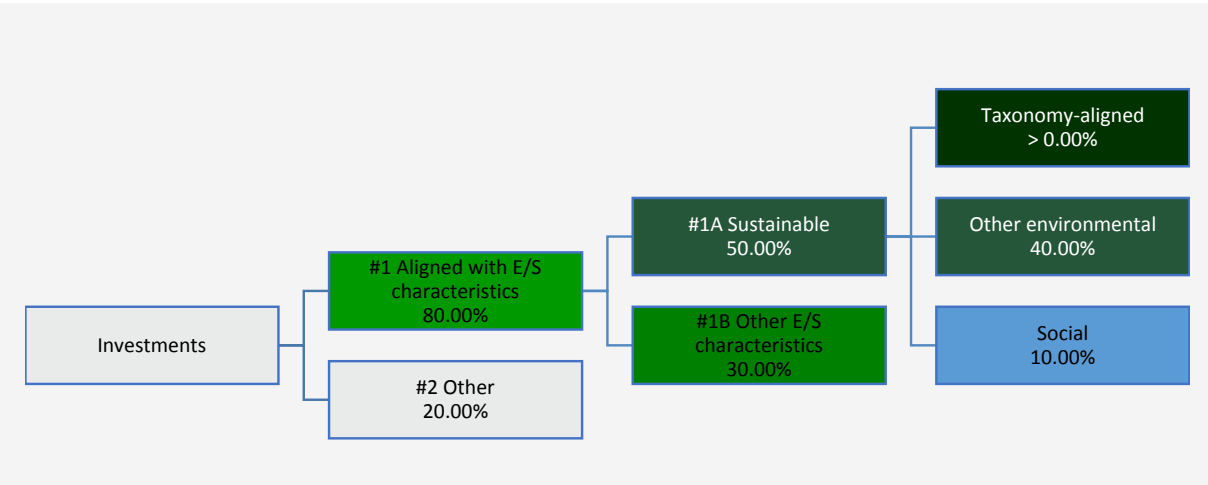 Investments
#1 Aligned with E/S
characteristics
80.00%
#2 Other
20.00%
#1A Sustainable
50.00%
#1B Other E/S
characteristics
30.00%
Taxonomy-aligned
> 0.00%
Other environmental
40.00%
Social
10.00%